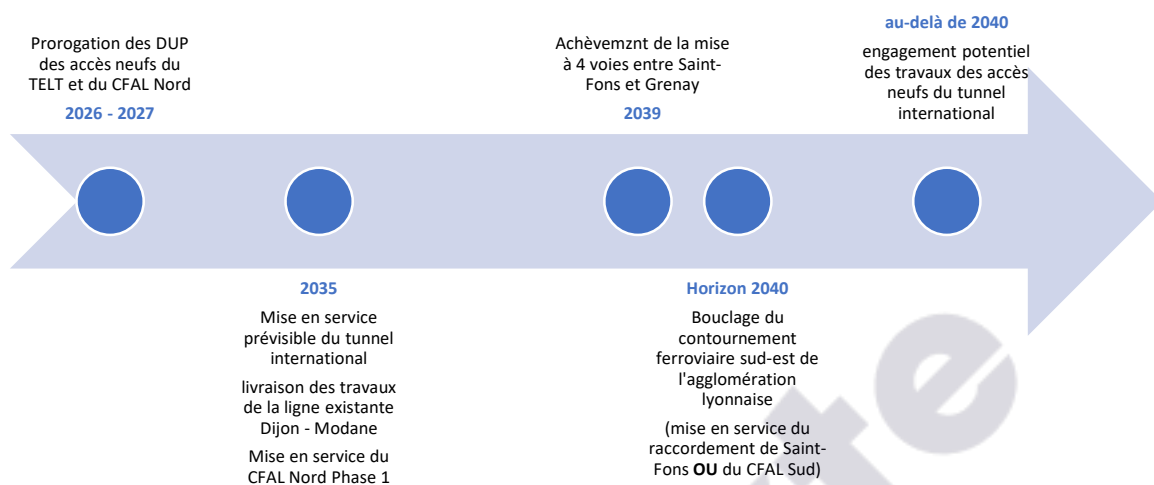 Prorogation des DUP
des accès neufs du
TELT et du CFAL Nord
2026 - 2027
2035
Mise en service
prévisible du tunnel
international
livraison des travaux
de la ligne existante
Dijon - Modane
Mise en service du
CFAL Nord Phase 1
Achèvemznt de la mise
à 4 voies entre Saint-
Fons et Grenay
2039
Horizon 2040
Bouclage du
contournement
ferroviaire sud-est de
l'agglomération
lyonnaise
(mise en service du
raccordement de Saint-
Fons OU du CFAL Sud)
au-delà de 2040
engagement potentiel
des travaux des accès
neufs du tunnel
international